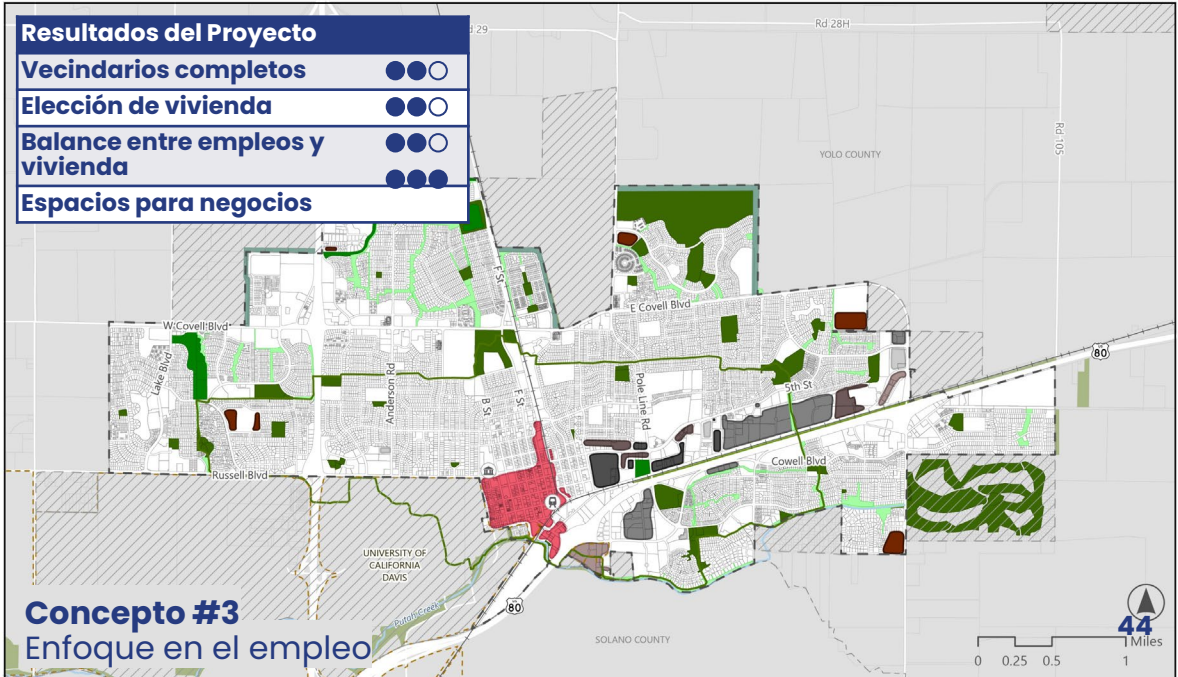 Resultados del Proyecto
Vecindarios completos
Elección de vivienda
Balance entre empleos y
vivienda
Espacios para negocios
d 29
Rd 28H
Rd 105
YOLO COUNTY
F St
E Covell Blvd
W Covell Blvd
Lake Blvd
Anderson Rd
B St
F St
Pole Line Rd
5th St
80
Cowell Blvd
Russell Blvd
UNIVERSITY OF
CALIFORNIA
DAVIS
Putah Creek
80
SOLANO COUNTY
Concepto #3
Enfoque en el empleo
44
Miles
0 0.25 0.5 1